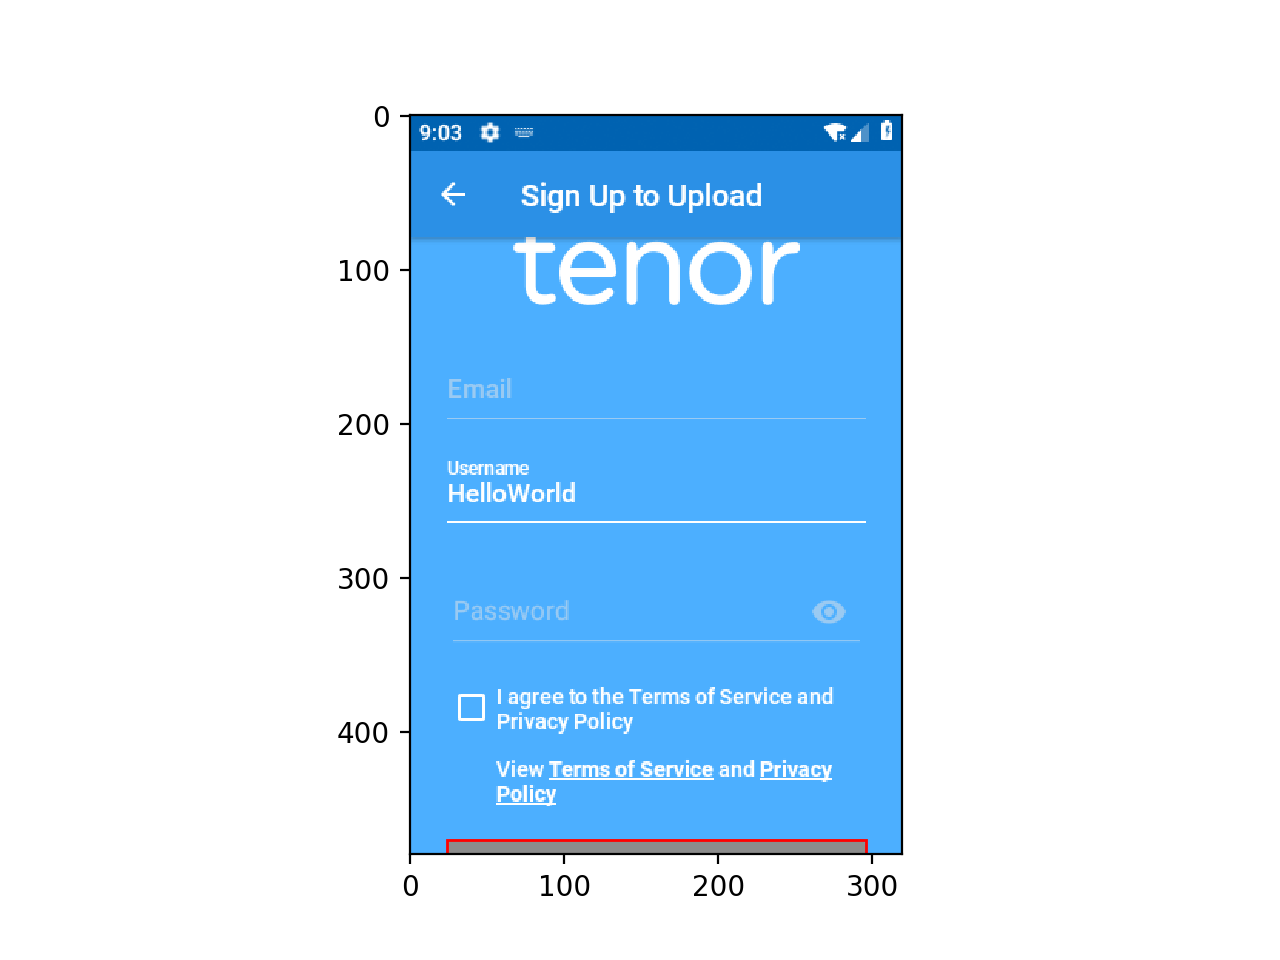 9:03
Sign Up to Upload
tenor
Email
Username
HelloWorld
Password
I agree to the Terms of Service and
Privacy Policy
View Terms of Service and Privacy
Policy
0
100
200
300
400
0
100
200
300